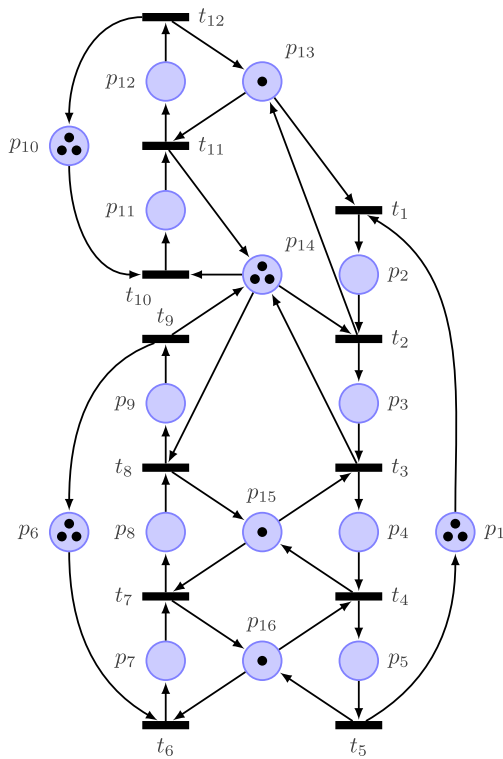 t₁₂
p₁₃
p₁₂
p₁₀
t₁₁
p₁₁
t₁
p₁₄
p₂
t₁₀
t₉
t₂
p₉
p₃
t₈
t₃
p₁₅
p₆
p₈
p₄
p₁
t₇
t₄
p₁₆
p₇
p₅
t₆
t₅